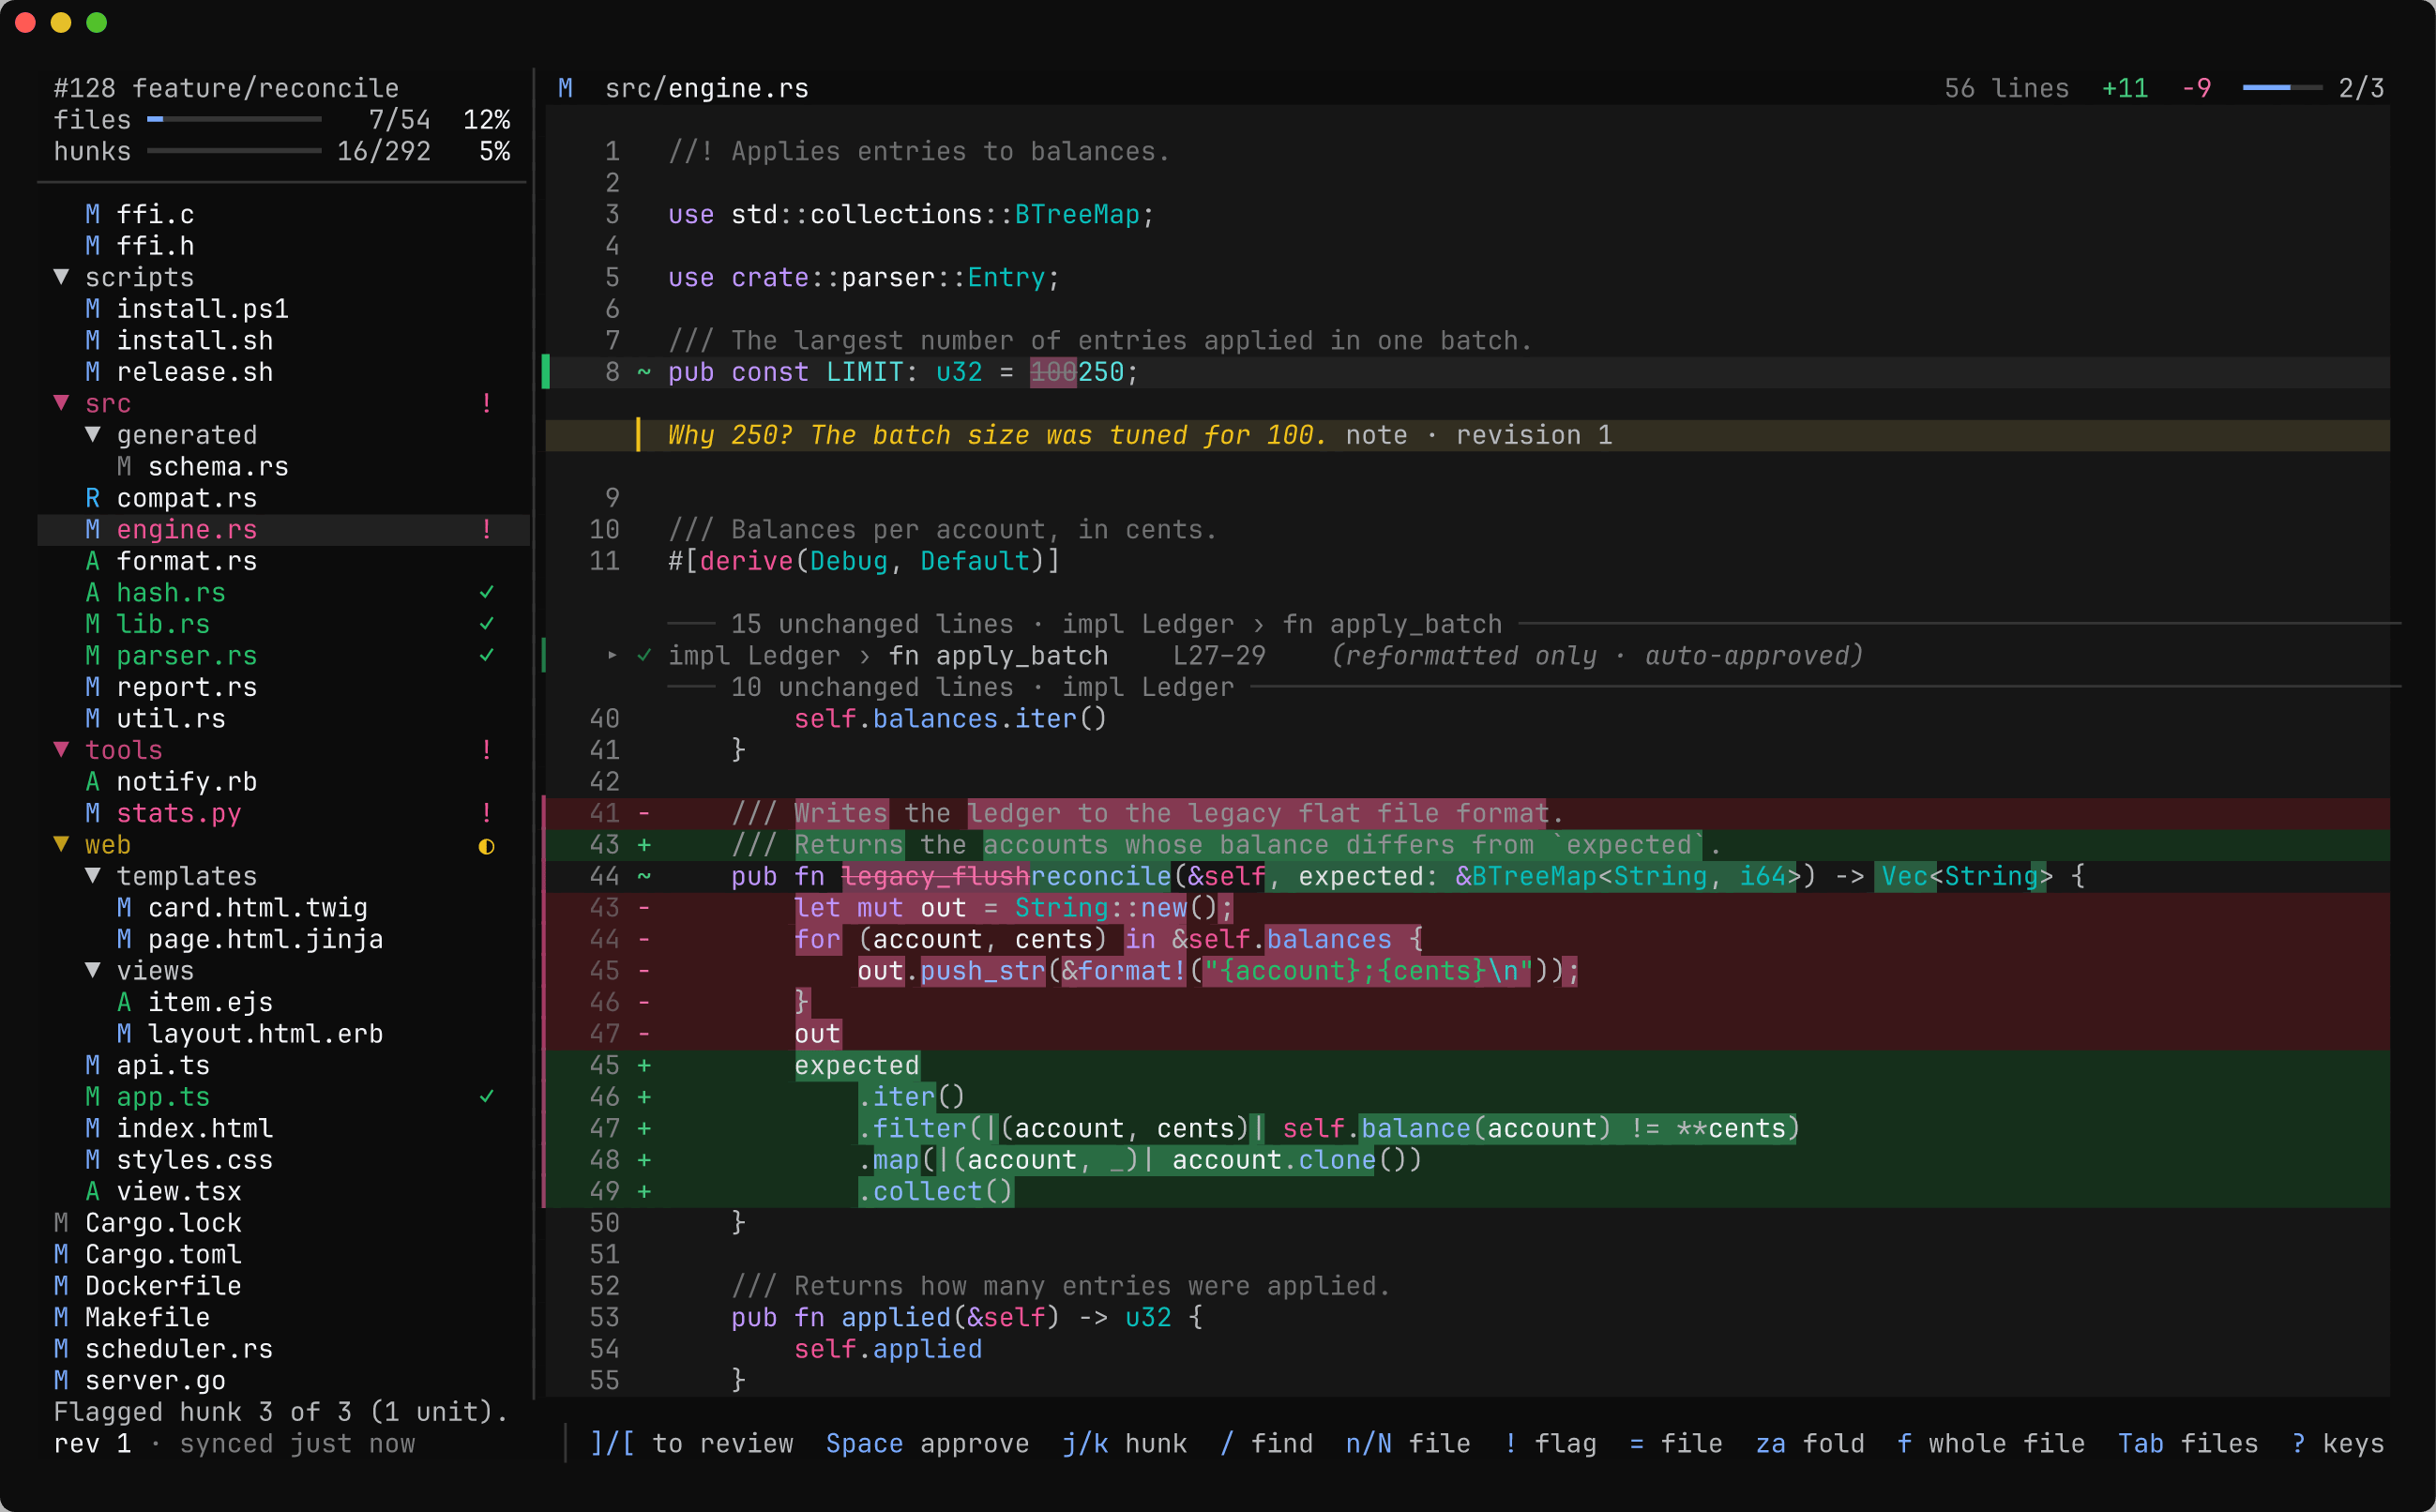 #128 feature/reconcile
files 7/54 12%
hunks 16/292 5%
M ffi.c
M ffi.h
▼ scripts
M install.ps1
M install.sh
M release.sh
▼ src !
▼ generated
M schema.rs
R compat.rs
M engine.rs !
A format.rs
A hash.rs ✓
M lib.rs ✓
M parser.rs ✓
M report.rs
M util.rs
▼ tools !
A notify.rb
M stats.py !
▼ web ◐
▼ templates
M card.html.twig
M page.html.jinja
▼ views
A item.ejs
M layout.html.erb
M api.ts
M app.ts ✓
M index.html
M styles.css
A view.tsx
M Cargo.lock
M Cargo.toml
M Dockerfile
M Makefile
M scheduler.rs
M server.go
Flagged hunk 3 of 3 (1 unit).
rev 1 · synced just now
M src/engine.rs 56 lines +11 -9 2/3
1 //! Applies entries to balances.
2
3 use std::collections::BTreeMap;
4
5 use crate::parser::Entry;
6
7 /// The largest number of entries applied in one batch.
8 ~ pub const LIMIT: u32 = 100250;
Why 250? The batch size was tuned for 100. note · revision 1
9
10 /// Balances per account, in cents.
11 #[derive(Debug, Default)]
15 unchanged lines · impl Ledger › fn apply_batch
▸ ✓ impl Ledger › fn apply_batch L27–29 (reformatted only · auto-approved)
10 unchanged lines · impl Ledger
40 self.balances.iter()
41 }
42
41 - /// Writes the ledger to the legacy flat file format.
43 + /// Returns the accounts whose balance differs from `expected`.
44 ~ pub fn legacy_flushreconcile(&self, expected: &BTreeMap<String, i64>) -> Vec<String> {
43 - let mut out = String::new();
44 - for (account, cents) in &self.balances {
45 - out.push_str(&format!("{account};{cents}\n"));
46 - }
47 - out
45 + expected
46 + .iter()
47 + .filter(|(account, cents)| self.balance(account) != **cents)
48 + .map(|(account, _)| account.clone())
49 + .collect()
50 }
51
52 /// Returns how many entries were applied.
53 pub fn applied(&self) -> u32 {
54 self.applied
55 }
]/[ to review Space approve j/k hunk / find n/N file ! flag = file za fold f whole file Tab files ? keys